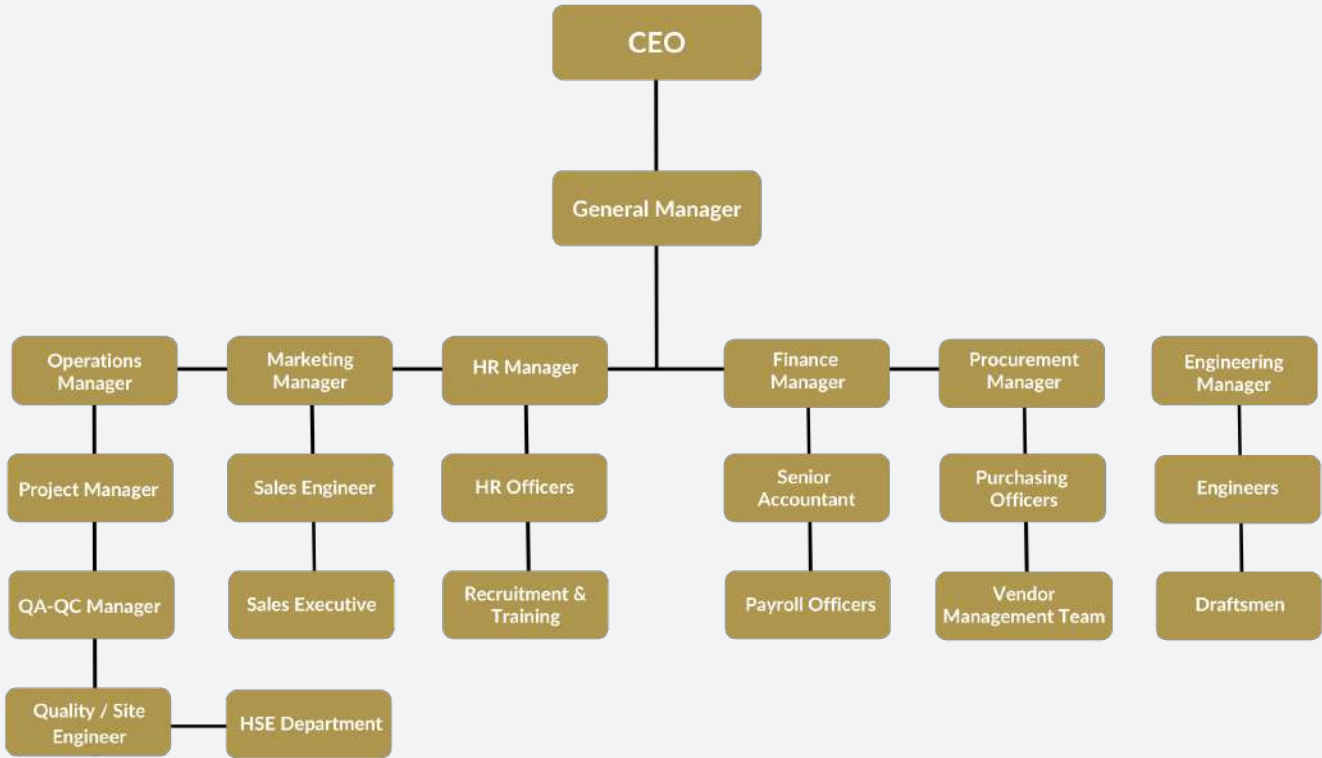 CEO
General Manager
Operations
Manager
Marketing
Manager
HR Manager
Finance
Manager
Procurement
Manager
Engineering
Manager
Project Manager
Sales Engineer
HR Officers
Senior
Accountant
Purchasing
Officers
Engineers
QA-QC Manager
Sales Executive
Recruitment &
Training
Payroll Officers
Vendor
Management Team
Draftsmen
Quality / Site
Engineer
HSE Department